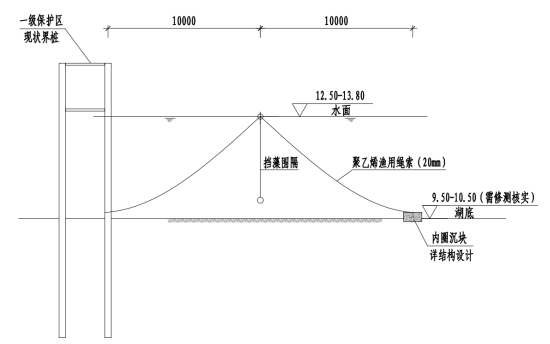 一级保护区
现状界桩
10000
10000
12.50-13.80
水面
挡藻围隔
聚乙烯渔用绳索（20mm）
9.50-10.50（需修测核实）
湖底
内圈沉块
详结构设计